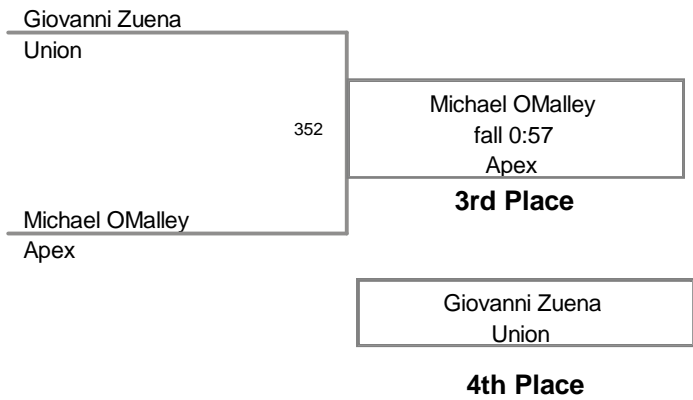 Giovanni Zuena
Union
352
Michael OMalley
fall 0:57
Apex
3rd Place
Michael OMalley
Apex
Giovanni Zuena
Union
4th Place